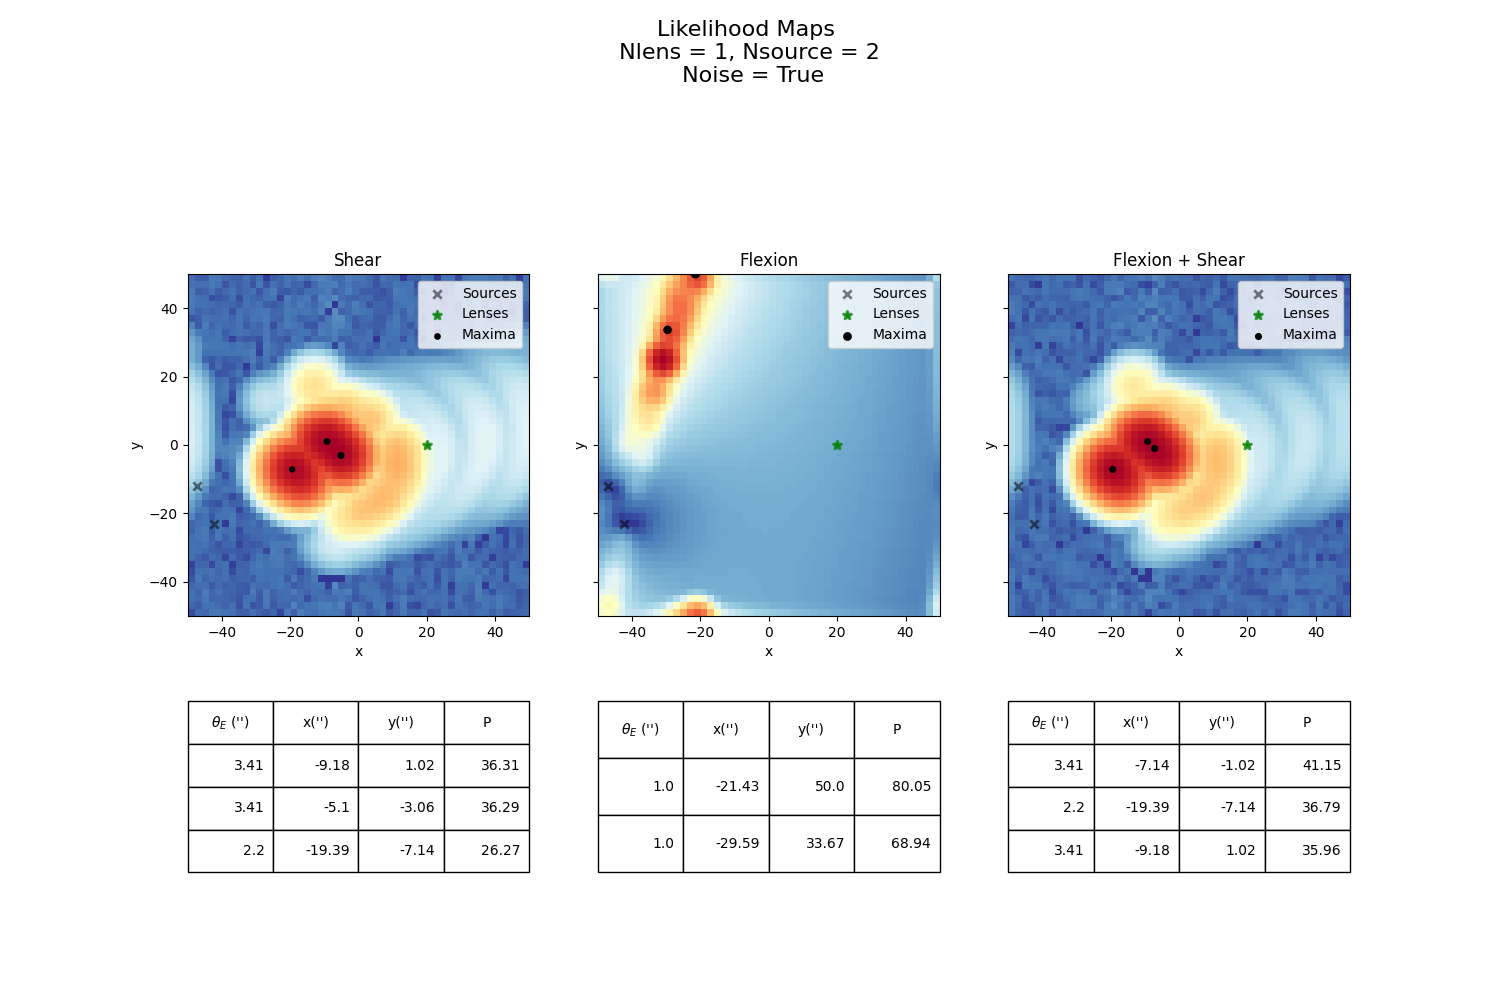 Likelihood Maps
Nlens = 1, Nsource = 2
Noise = True
Shear
Sources
Lenses
Maxima
y
40
20
0
−20
−40
−40 −20 0 20 40
x
Flexion
Sources
Lenses
Maxima
y
−40 −20 0 20 40
x
Flexion + Shear
Sources
Lenses
Maxima
y
−40 −20 0 20 40
x
θ_E ('') x('') y('') P
3.41 -9.18 1.02 36.31
3.41 -5.1 -3.06 36.29
2.2 -19.39 -7.14 26.27
θ_E ('') x('') y('') P
1.0 -21.43 50.0 80.05
1.0 -29.59 33.67 68.94
θ_E ('') x('') y('') P
3.41 -7.14 -1.02 41.15
2.2 -19.39 -7.14 36.79
3.41 -9.18 1.02 35.96